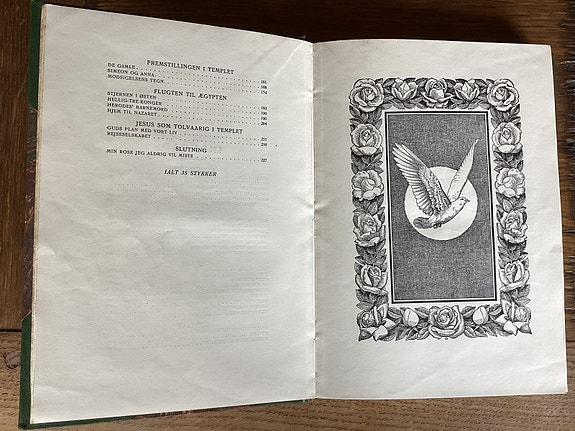 FREMSTILLINGEN I TEMPLET
DE GAMLE
SIMEON OG ANNA
MODSIGELSENS TEGN
FLUGTEN TIL ÆGYPTEN
STJERNEN I ØSTEN
HELLIG-TRE-KONGER
HERODES' BARNEMORD
HJEM TIL NAZARET
JESUS SOM TOLVAARIG I TEMPLET
GUDS PLAN MED VORT LIV 211
REJSESELSKABET
SLUTNING
MIN ROSE JEG ALDRIG VIL MISTE 227
IALT 35 STYKKER